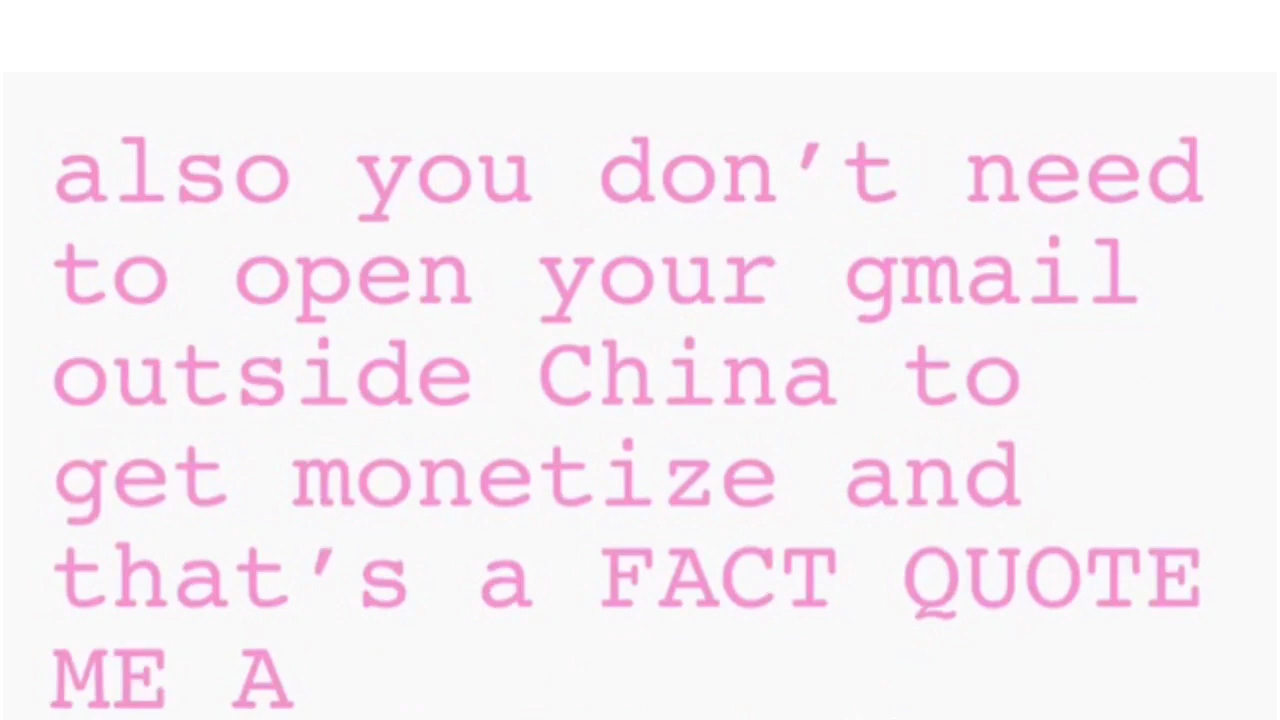 also you don’t need
to open your gmail
outside China to
get monetize and
that’s a FACT QUOTE
ME A